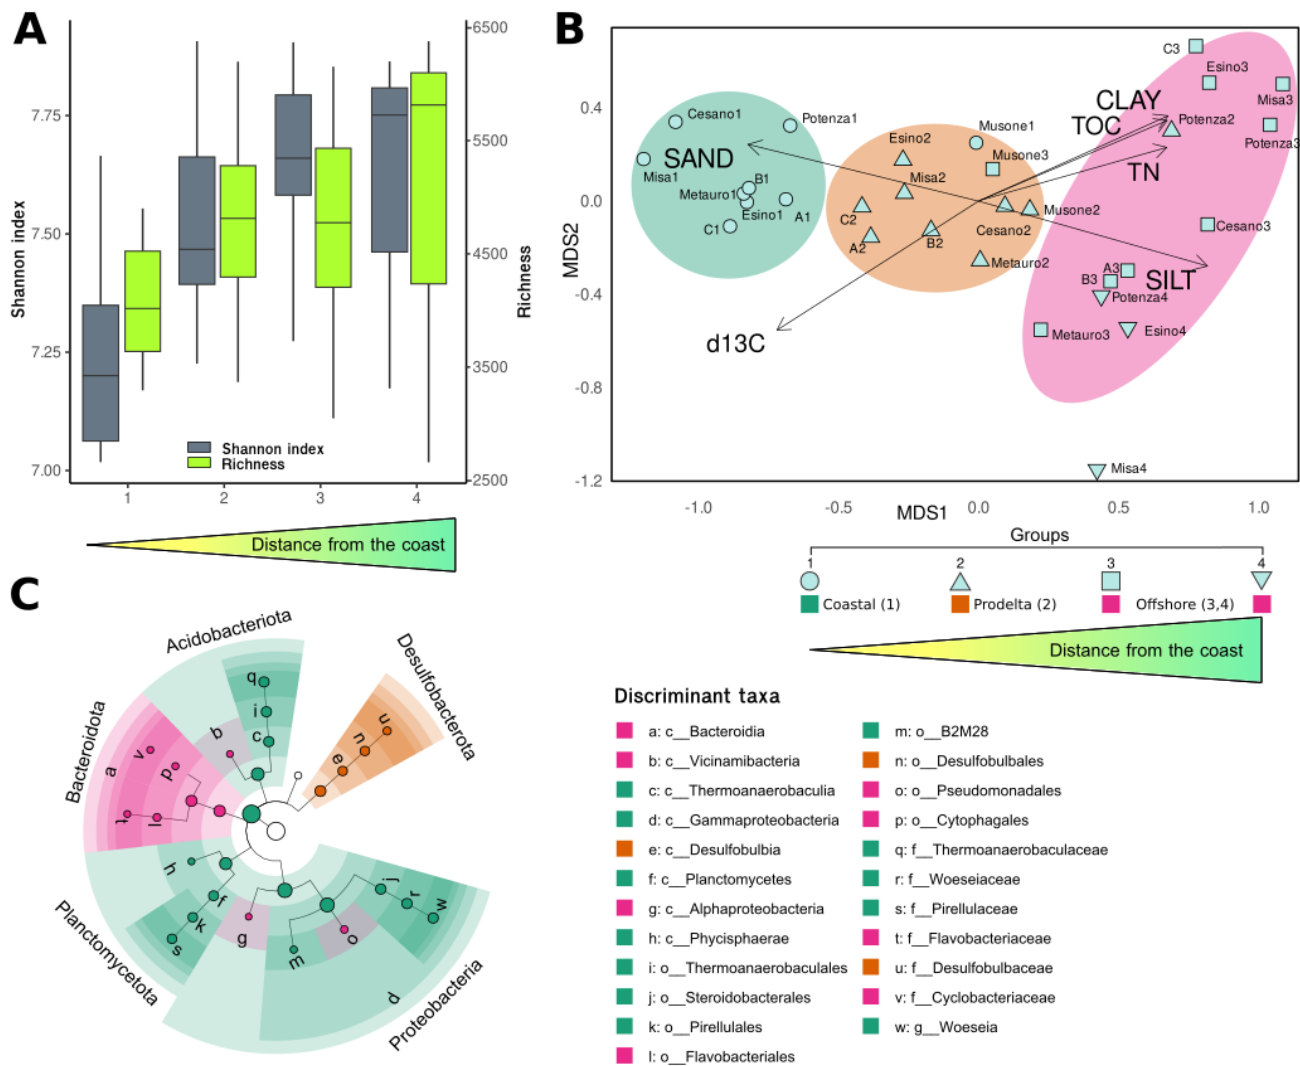 A
Shannon index
7.75
7.50
7.25
7.00
6500
5500
4500
3500
2500
Richness
Shannon index
Richness
1 2 3 4
Distance from the coast
B
MDS2
0.4
0.0
-0.4
-0.8
-1.2
C3
Esino3
Misa3
CLAY
Cesano1
Potenza1
Musone1
TOC
Potenza2
Potenza3
Esino2
Musone3
SAND
Misa1
Misa2
TN
B1
Metauro1
Esino1
A1
C2
Musone2
C1
A2
B2
Cesano2
Cesano3
Metauro2
A3
B3
SILT
Potenza4
d13C
Metauro3
Esino4
Misa4
-1.0 -0.5 0.0 0.5 1.0
MDS1
Groups
1 2 3 4
Coastal (1) Prodelta (2) Offshore (3,4)
Distance from the coast
C
Acidobacteriota
Desulfobacterota
Bacteroidota
Planctomycetota
Proteobacteria
q
i
c
b
u
n
e
v
a
p
t
l
h
f
k
s
g
m
o
j
r
w
d
Discriminant taxa
a: c__Bacteroidia
b: c__Vicinamibacteria
c: c__Thermoanaerobaculia
d: c__Gammaproteobacteria
e: c__Desulfobulbia
f: c__Planctomycetes
g: c__Alphaproteobacteria
h: c__Phycisphaerae
i: o__Thermoanaerobaculales
j: o__Steroidobacterales
k: o__Pirellulales
l: o__Flavobacteriales
m: o__B2M28
n: o__Desulfobulbales
o: o__Pseudomonadales
p: o__Cytophagales
q: f__Thermoanaerobaculaceae
r: f__Woeseiaceae
s: f__Pirellulaceae
t: f__Flavobacteriaceae
u: f__Desulfobulbaceae
v: f__Cyclobacteriaceae
w: g__Woeseia